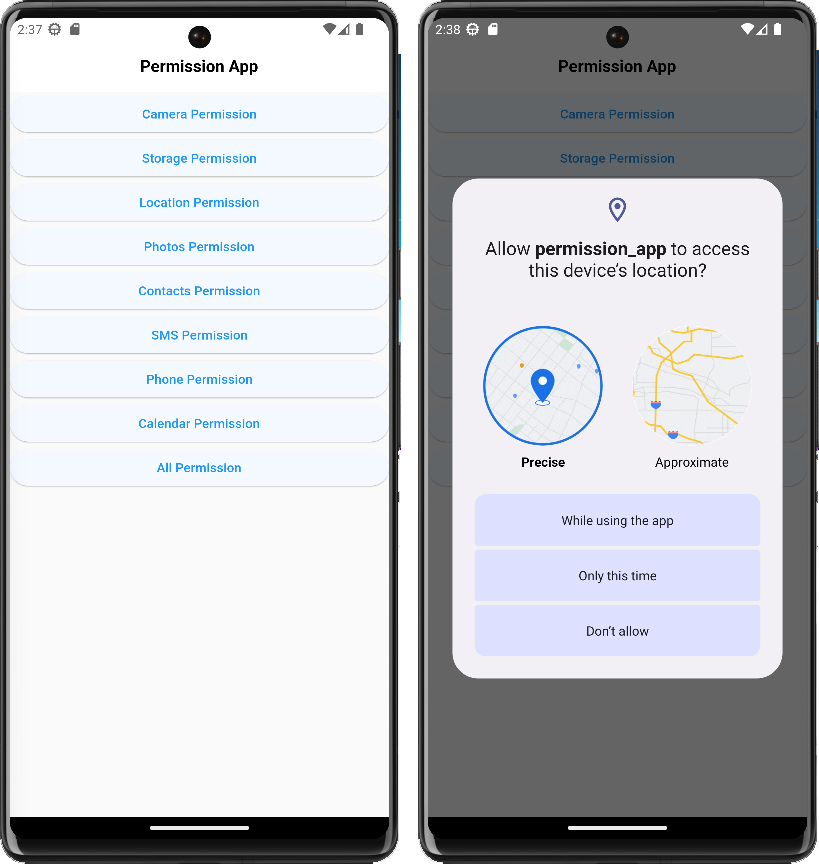 2:37
Permission App
Camera Permission
Storage Permission
Location Permission
Photos Permission
Contacts Permission
SMS Permission
Phone Permission
Calendar Permission
All Permission
2:38
Permission App
Camera Permission
Storage Permission
Allow permission_app to access
this device’s location?
Precise
Approximate
While using the app
Only this time
Don’t allow